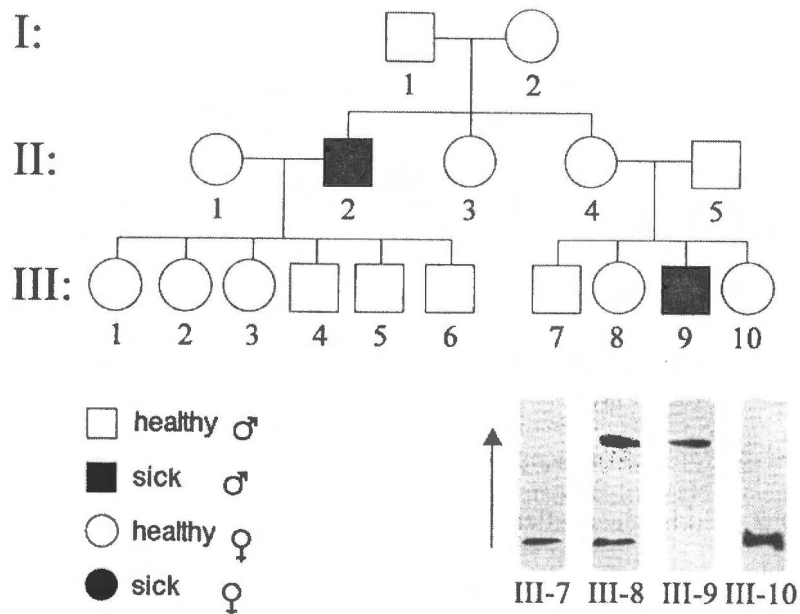 I:
1 2
II:
1 2 3 4 5
III:
1 2 3 4 5 6 7 8 9 10
healthy ♂
sick ♂
healthy ♀
sick ♀
III-7 III-8 III-9 III-10